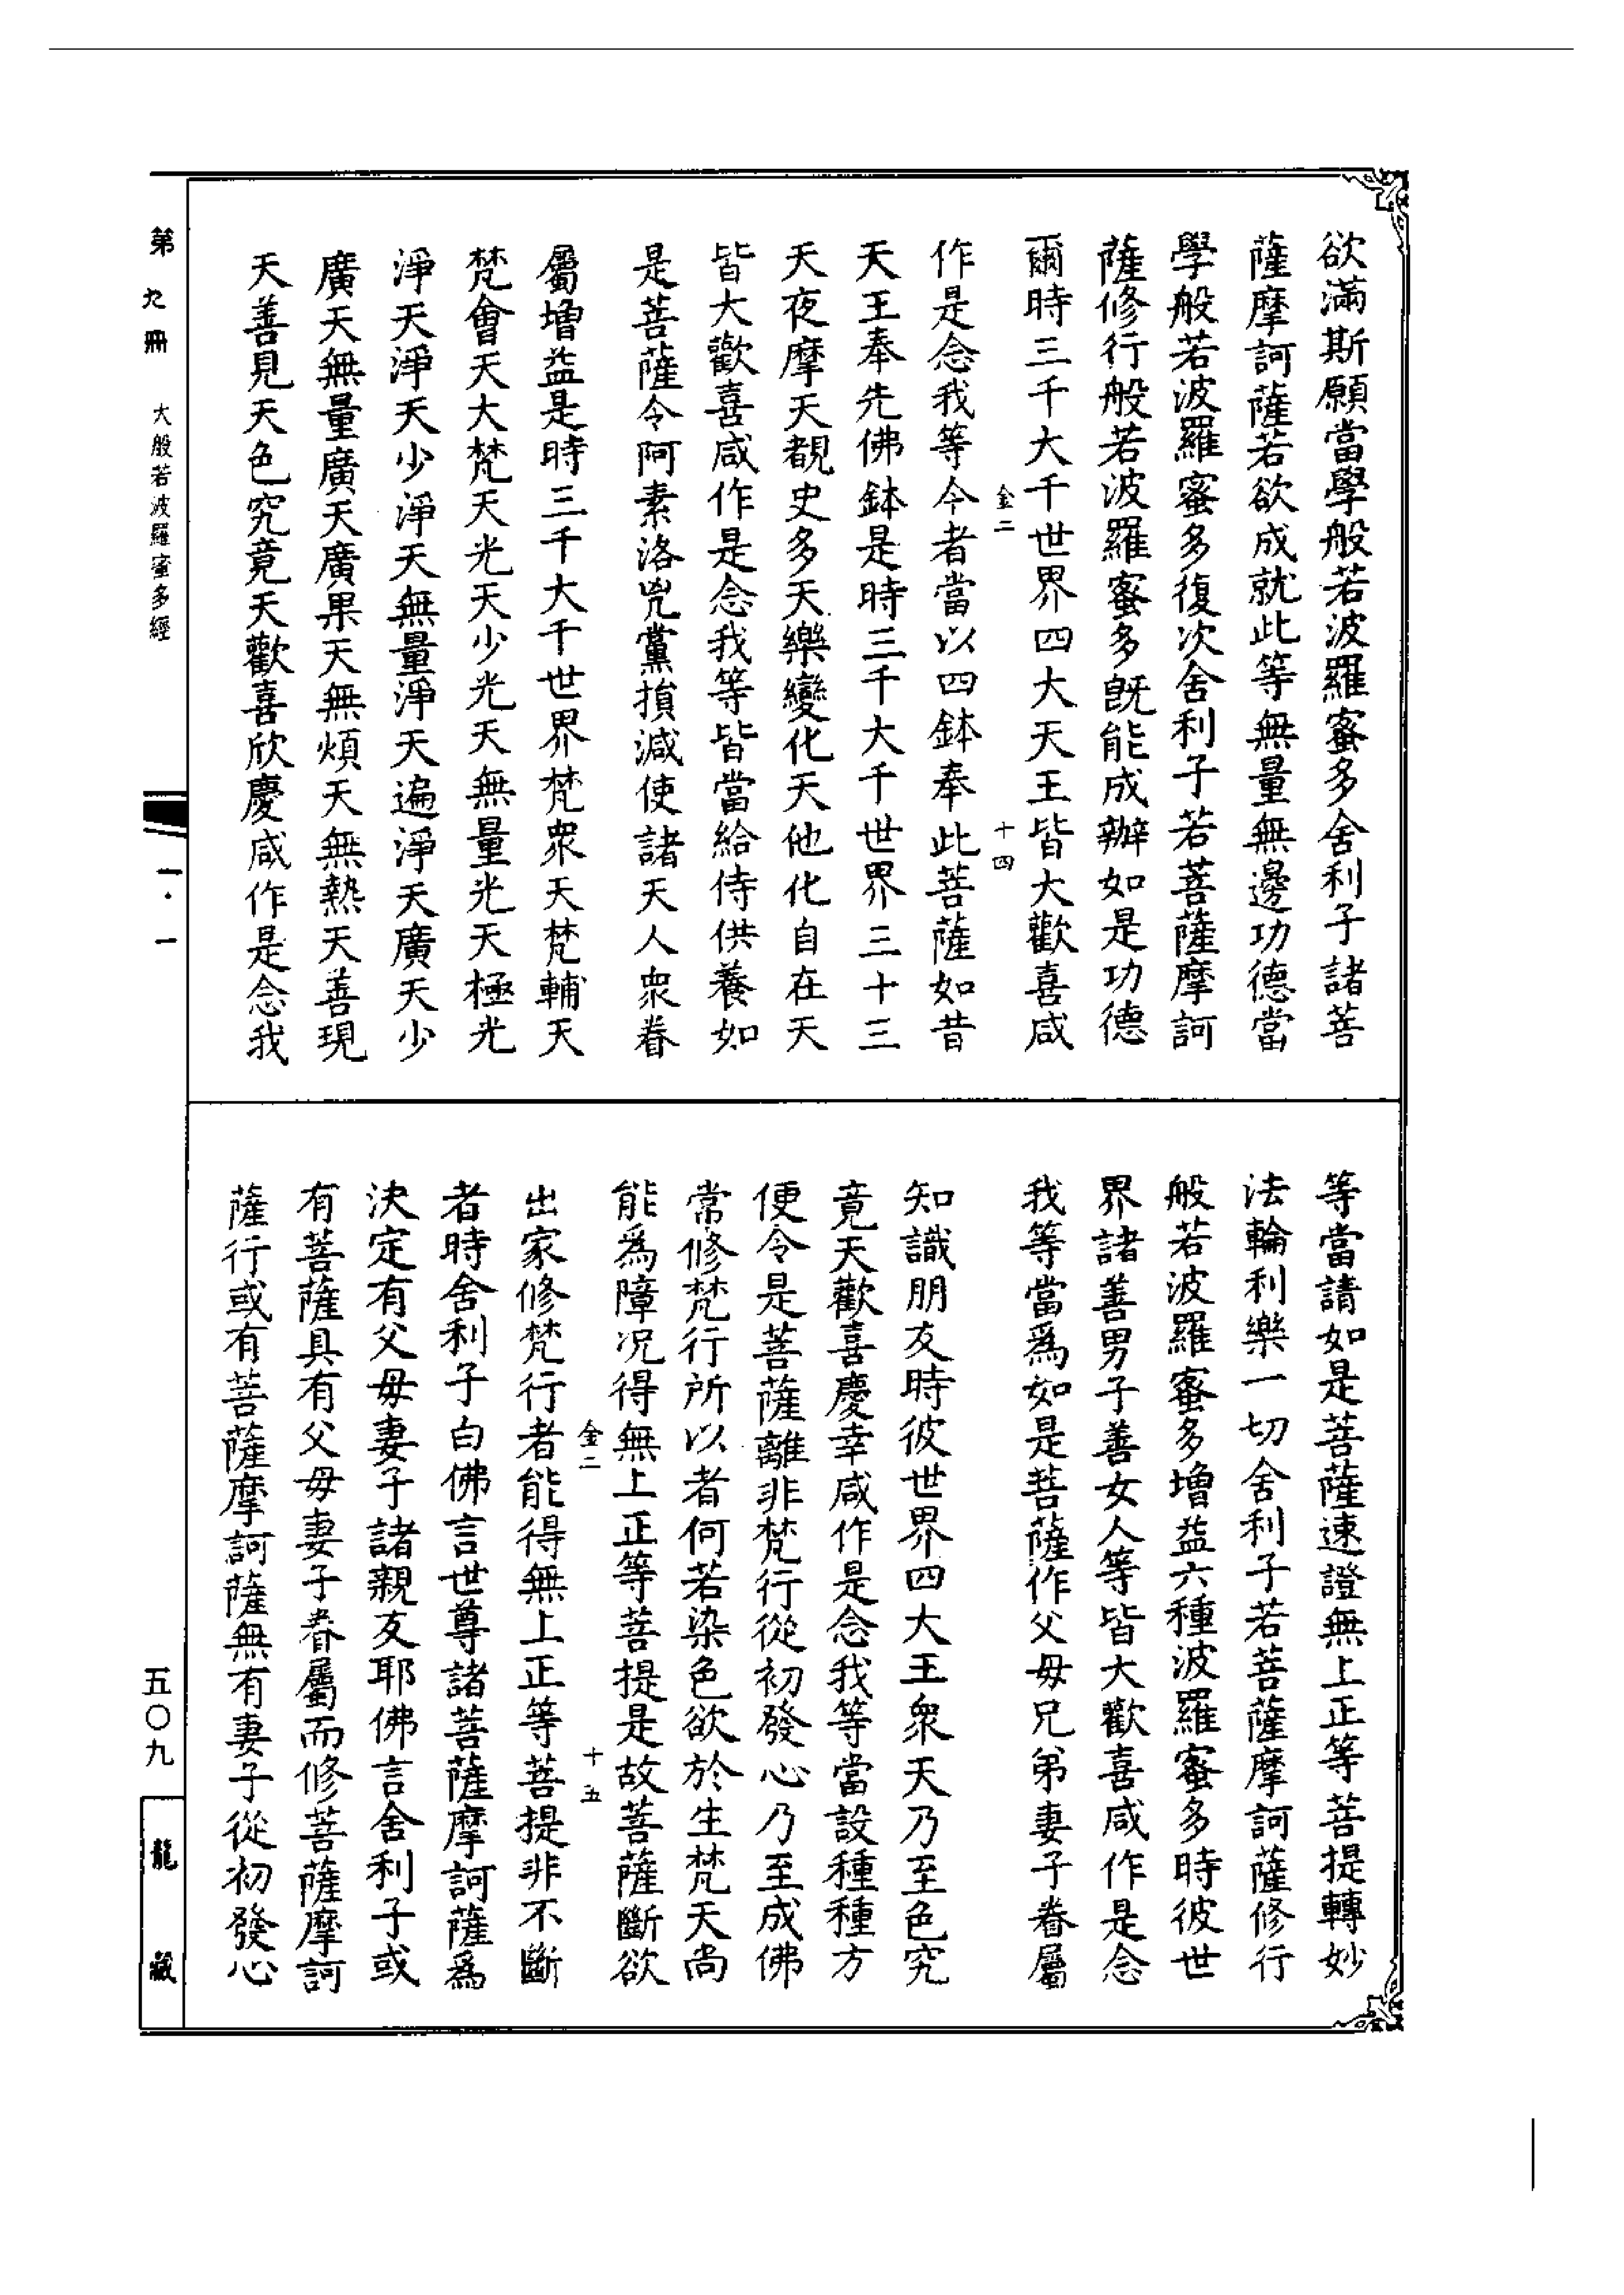 欲滿斯願當學般若波羅蜜多舍利子諸菩
薩摩訶薩若欲成就此等無量無邊功德當
學般若波羅蜜多復次舍利子若菩薩摩訶
薩修行般若波羅蜜多旣能成辦如是功德
爾時三千大千世界四大天王皆大歡喜咸
金二 十四
作是念我等今者當以四鉢奉此菩薩如昔
天王奉先佛鉢是時三千大千世界三十三
天夜摩天覩史多天樂變化天他化自在天
皆大歡喜咸作是念我等皆當給侍供養如
是菩薩令阿素洛兇黨損減使諸天人衆眷
屬增益是時三千大千世界梵衆天梵輔天
梵會天大梵天光天少光天無量光天極光
淨天淨天少淨天無量淨天遍淨天廣天少
廣天無量廣天廣果天無煩天無熱天善現
天善見天色究竟天歡喜欣慶咸作是念我
等當請如是菩薩速證無上正等菩提轉妙
法輪利樂一切舍利子若菩薩摩訶薩修行
般若波羅蜜多增益六種波羅蜜多時彼世
界諸善男子善女人等皆大歡喜咸作是念
我等當爲如是菩薩作父母兄弟妻子眷屬
知識朋友時彼世界四大王衆天乃至色究
竟天歡喜慶幸咸作是念我等當設種種方
便令是菩薩離非梵行從初發心乃至成佛
常修梵行所以者何若染色欲於生梵天尚
能爲障况得無上正等菩提是故菩薩斷欲
金二 十五
出家修梵行者能得無上正等菩提非不斷
者時舍利子白佛言世尊諸菩薩摩訶薩爲
決定有父母妻子諸親友耶佛言舍利子或
有菩薩具有父母妻子眷屬而修菩薩摩訶
薩行或有菩薩摩訶薩無有妻子從初發心
第九冊 大般若波羅蜜多經 一·一
五〇九 龍藏